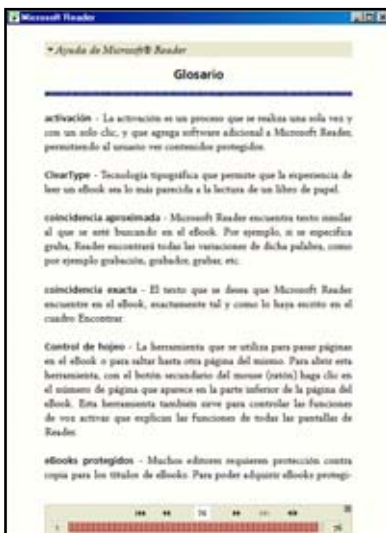 Microsoft Reader
Ayuda de Microsoft® Reader
Glosario
activación - La activación es un proceso que se realiza una sola vez y
con un solo clic, y que agrega software adicional a Microsoft Reader,
permitiendo al usuario ver contenidos protegidos.
ClearType - Tecnología tipográfica que permite que la experiencia de
leer un eBook sea lo más parecida a la lectura de un libro de papel.
coincidencia aproximada - Microsoft Reader encuentra texto similar
al que se esté buscando en el eBook. Por ejemplo, si se especifica
graba, Reader encontrará todas las variaciones de dicha palabra, como
por ejemplo grabación, grabador, grabar, etc.
coincidencia exacta - El texto que se desea que Microsoft Reader
encuentre en el eBook, exactamente tal y como lo haya escrito en el
cuadro Encontrar.
Control de hojeo - La herramienta que se utiliza para pasar páginas
en el eBook o para saltar hasta otra página del mismo. Para abrir esta
herramienta, con el botón secundario del mouse (ratón) haga clic en
el número de página que aparece en la parte inferior de la página del
eBook. Esta herramienta también sirve para controlar las funciones
de voz activas que explican las funciones de todas las pantallas de
Reader.
eBooks protegidos - Muchos editores requieren protección contra
copia para los títulos de eBooks. Para poder adquirir eBooks protegi-
76
1